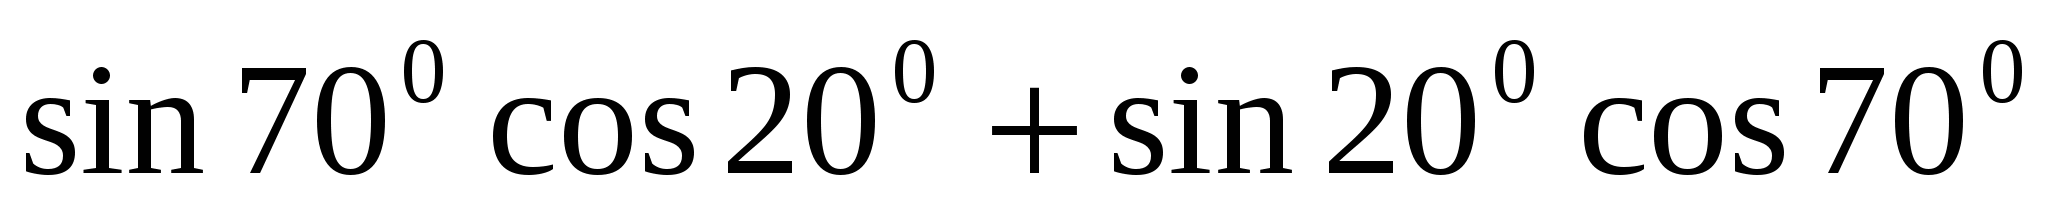 sin 70⁰ cos 20⁰ + sin 20⁰ cos 70⁰